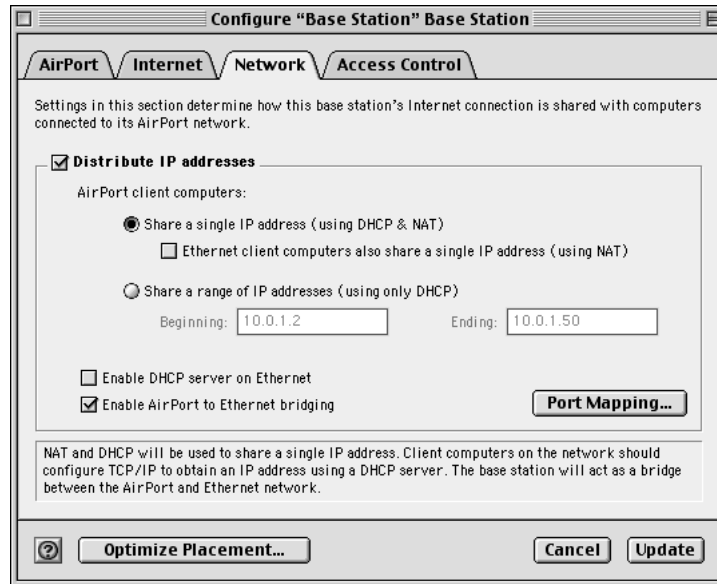 Configure “Base Station” Base Station
AirPort Internet Network Access Control
Settings in this section determine how this base station's Internet connection is shared with computers
connected to its AirPort network.
Distribute IP addresses
AirPort client computers:
Share a single IP address (using DHCP & NAT)
Ethernet client computers also share a single IP address (using NAT)
Share a range of IP addresses (using only DHCP)
Beginning: 10.0.1.2 Ending: 10.0.1.50
Enable DHCP server on Ethernet
Enable AirPort to Ethernet bridging Port Mapping...
NAT and DHCP will be used to share a single IP address. Client computers on the network should
configure TCP/IP to obtain an IP address using a DHCP server. The base station will act as a bridge
between the AirPort and Ethernet network.
? Optimize Placement... Cancel Update